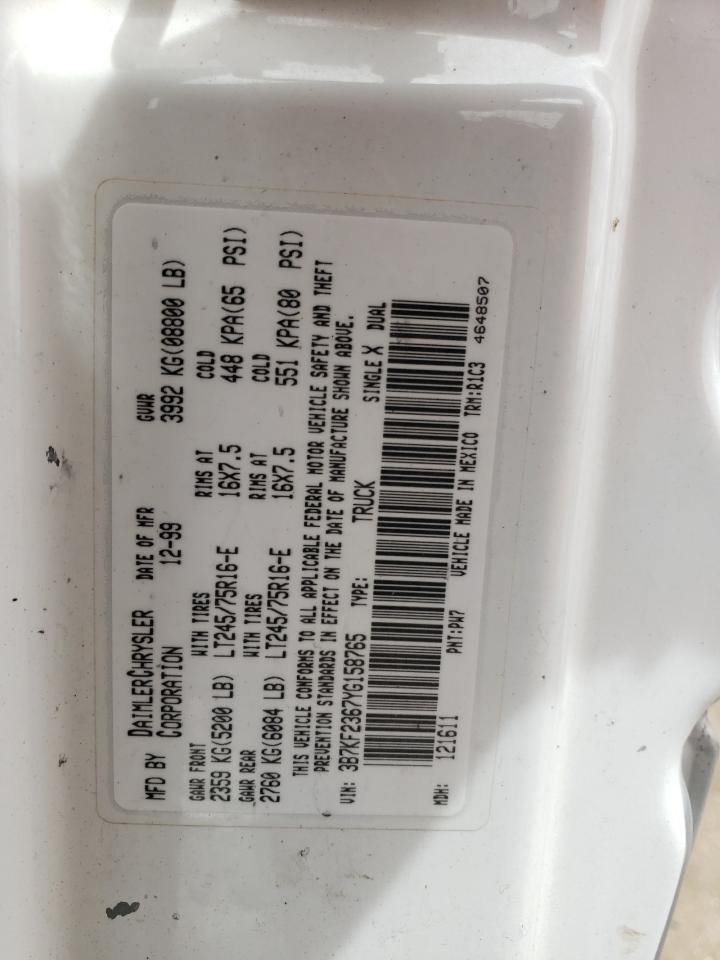 MFD BY DAIMLERCHRYSLER CORPORATION DATE OF MFR 12-99 GVWR 3992 KG(08800 LB)
GAWR FRONT WITH TIRES RIMS AT COLD
2359 KG(5200 LB) LT245/75R16-E 16X7.5 448 KPA(65 PSI)
GAWR REAR WITH TIRES RIMS AT COLD
2760 KG(6084 LB) LT245/75R16-E 16X7.5 551 KPA(80 PSI)
THIS VEHICLE CONFORMS TO ALL APPLICABLE FEDERAL MOTOR VEHICLE SAFETY AND THEFT
PREVENTION STANDARDS IN EFFECT ON THE DATE OF MANUFACTURE SHOWN ABOVE.
VIN: 3B7KF2367YG158765 TYPE: TRUCK SINGLE X DUAL
MDH: 121611 PNT:PW7 VEHICLE MADE IN MEXICO TRM:R1C3
4648507